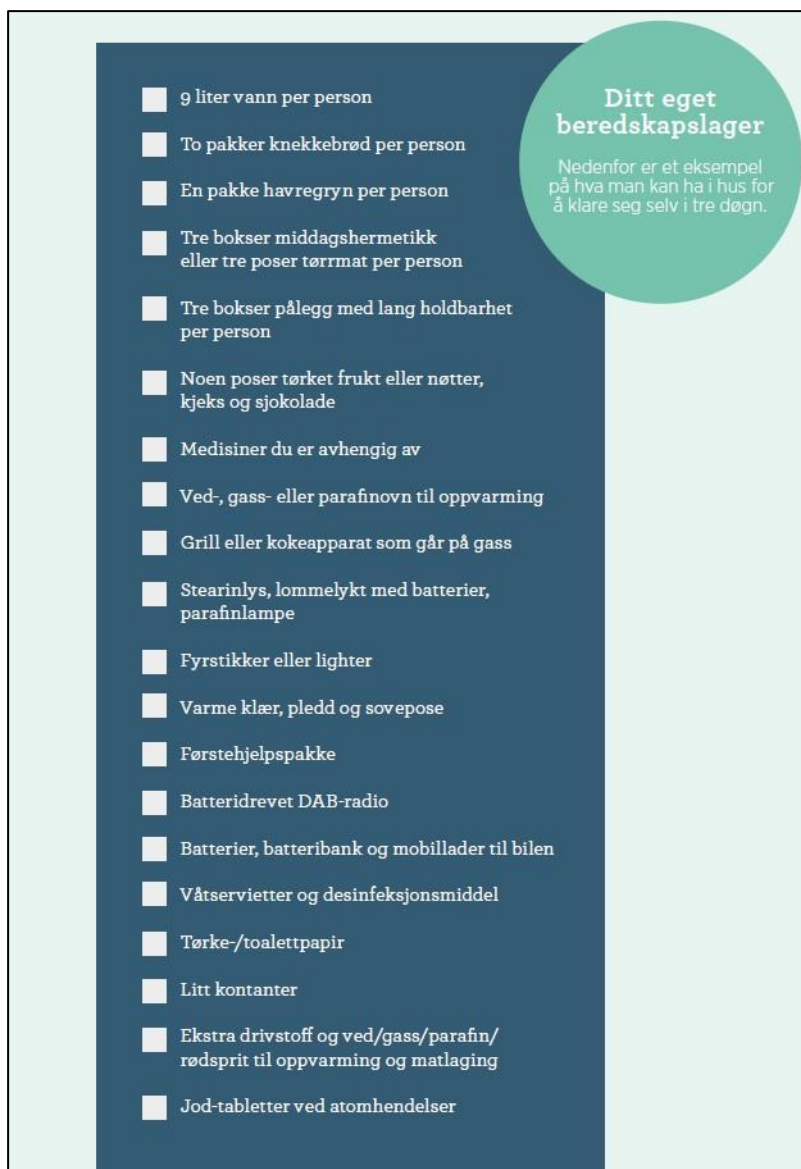 Ditt eget
beredskapslager
Nedenfor er et eksempel
på hva man kan ha i hus for
å klare seg selv i tre døgn.
9 liter vann per person
To pakker knekkebrød per person
En pakke havregryn per person
Tre bokser middagshermetikk
eller tre poser tørrmat per person
Tre bokser pålegg med lang holdbarhet
per person
Noen poser tørket frukt eller nøtter,
kjeks og sjokolade
Medisiner du er avhengig av
Ved-, gass- eller parafinovn til oppvarming
Grill eller kokeapparat som går på gass
Stearinlys, lommelykt med batterier,
parafinlampe
Fyrstikker eller lighter
Varme klær, pledd og sovepose
Førstehjelpspakke
Batteridrevet DAB-radio
Batterier, batteribank og mobillader til bilen
Våtservietter og desinfeksjonsmiddel
Tørke-/toalettpapir
Litt kontanter
Ekstra drivstoff og ved/gass/parafin/
rødsprit til oppvarming og matlaging
Jod-tabletter ved atomhendelser